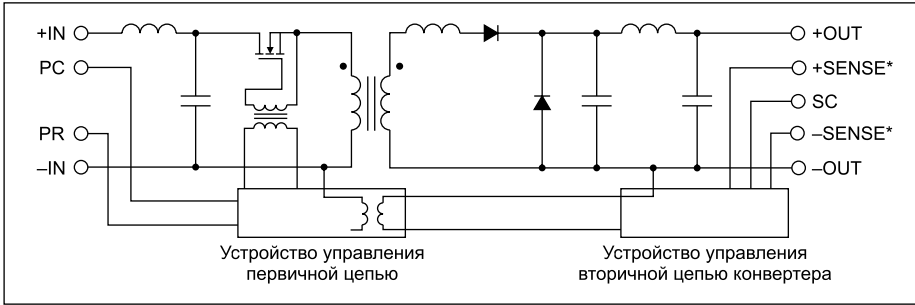 +IN
PC
PR
–IN
+OUT
+SENSE*
SC
–SENSE*
–OUT
Устройство управления
первичной цепью
Устройство управления
вторичной цепью конвертера